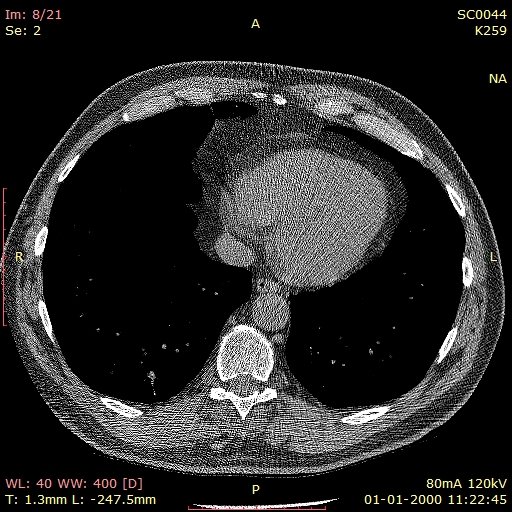 Im: 8/21
Se: 2
A
SC0044
K259
NA
R
L
WL: 40 WW: 400 [D]
T: 1.3mm L: -247.5mm
P
80mA 120kV
01-01-2000 11:22:45